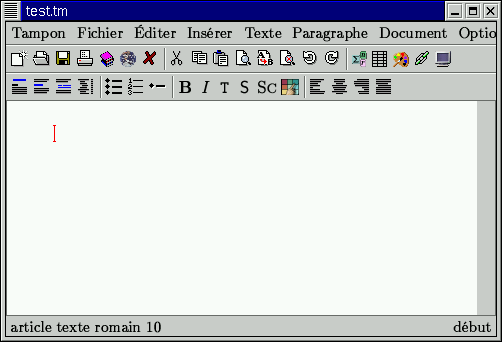 test.tm
Tampon Fichier Éditer Insérer Texte Paragraphe Document Optio
B I T S SC
article texte romain 10 début